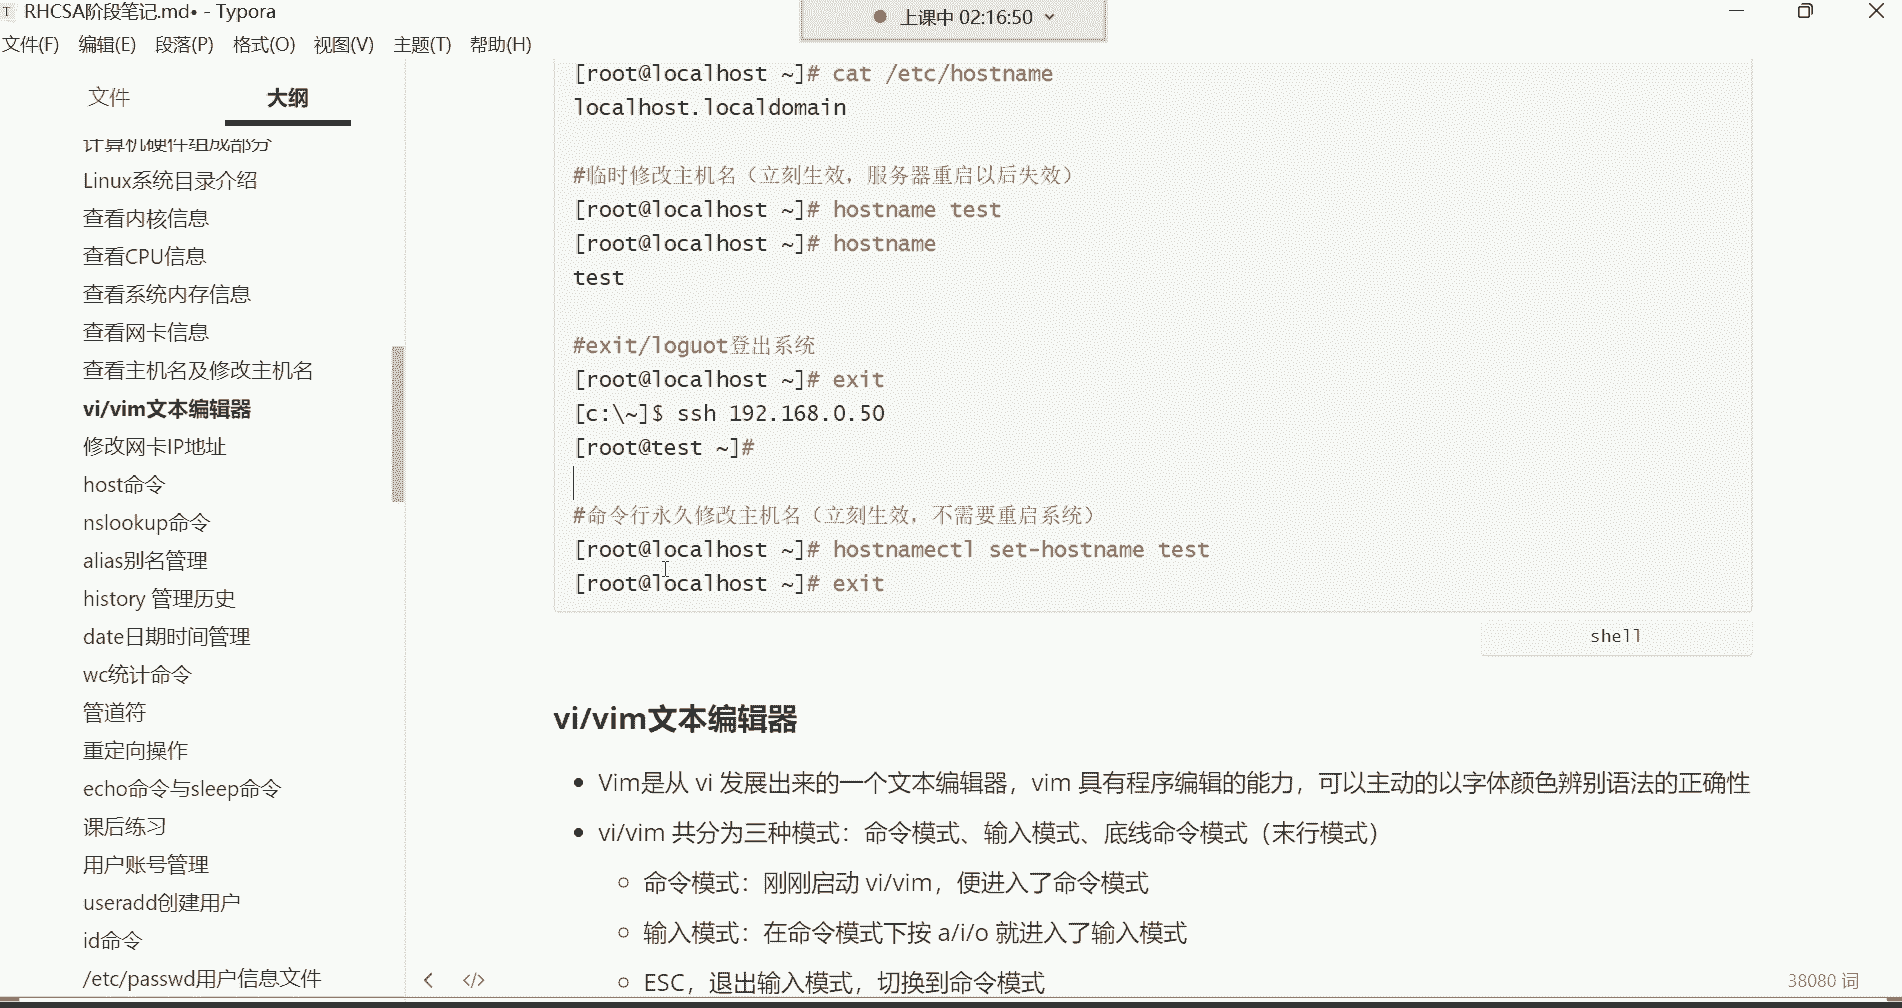 RHCSA阶段笔记.md• - Typora
上课中 02:16:50
文件(F) 编辑(E) 段落(P) 格式(O) 视图(V) 主题(T) 帮助(H)
文件 大纲
计算机硬件组成部分
Linux系统目录介绍
查看内核信息
查看CPU信息
查看系统内存信息
查看网卡信息
查看主机名及修改主机名
vi/vim文本编辑器
修改网卡IP地址
host命令
nslookup命令
alias别名管理
history 管理历史
date日期时间管理
wc统计命令
管道符
重定向操作
echo命令与sleep命令
课后练习
用户账号管理
useradd创建用户
id命令
/etc/passwd用户信息文件
[root@localhost ~]# cat /etc/hostname
localhost.localdomain
#临时修改主机名（立刻生效，服务器重启以后失效）
[root@localhost ~]# hostname test
[root@localhost ~]# hostname
test
#exit/loguot登出系统
[root@localhost ~]# exit
[c:\~]$ ssh 192.168.0.50
[root@test ~]#
#命令行永久修改主机名（立刻生效，不需要重启系统）
[root@localhost ~]# hostnamectl set-hostname test
[root@localhost ~]# exit
shell
vi/vim文本编辑器
Vim是从 vi 发展出来的一个文本编辑器，vim 具有程序编辑的能力，可以主动的以字体颜色辨别语法的正确性
vi/vim 共分为三种模式：命令模式、输入模式、底线命令模式（末行模式）
命令模式：刚刚启动 vi/vim，便进入了命令模式
输入模式：在命令模式下按 a/i/o 就进入了输入模式
ESC，退出输入模式，切换到命令模式
38080 词